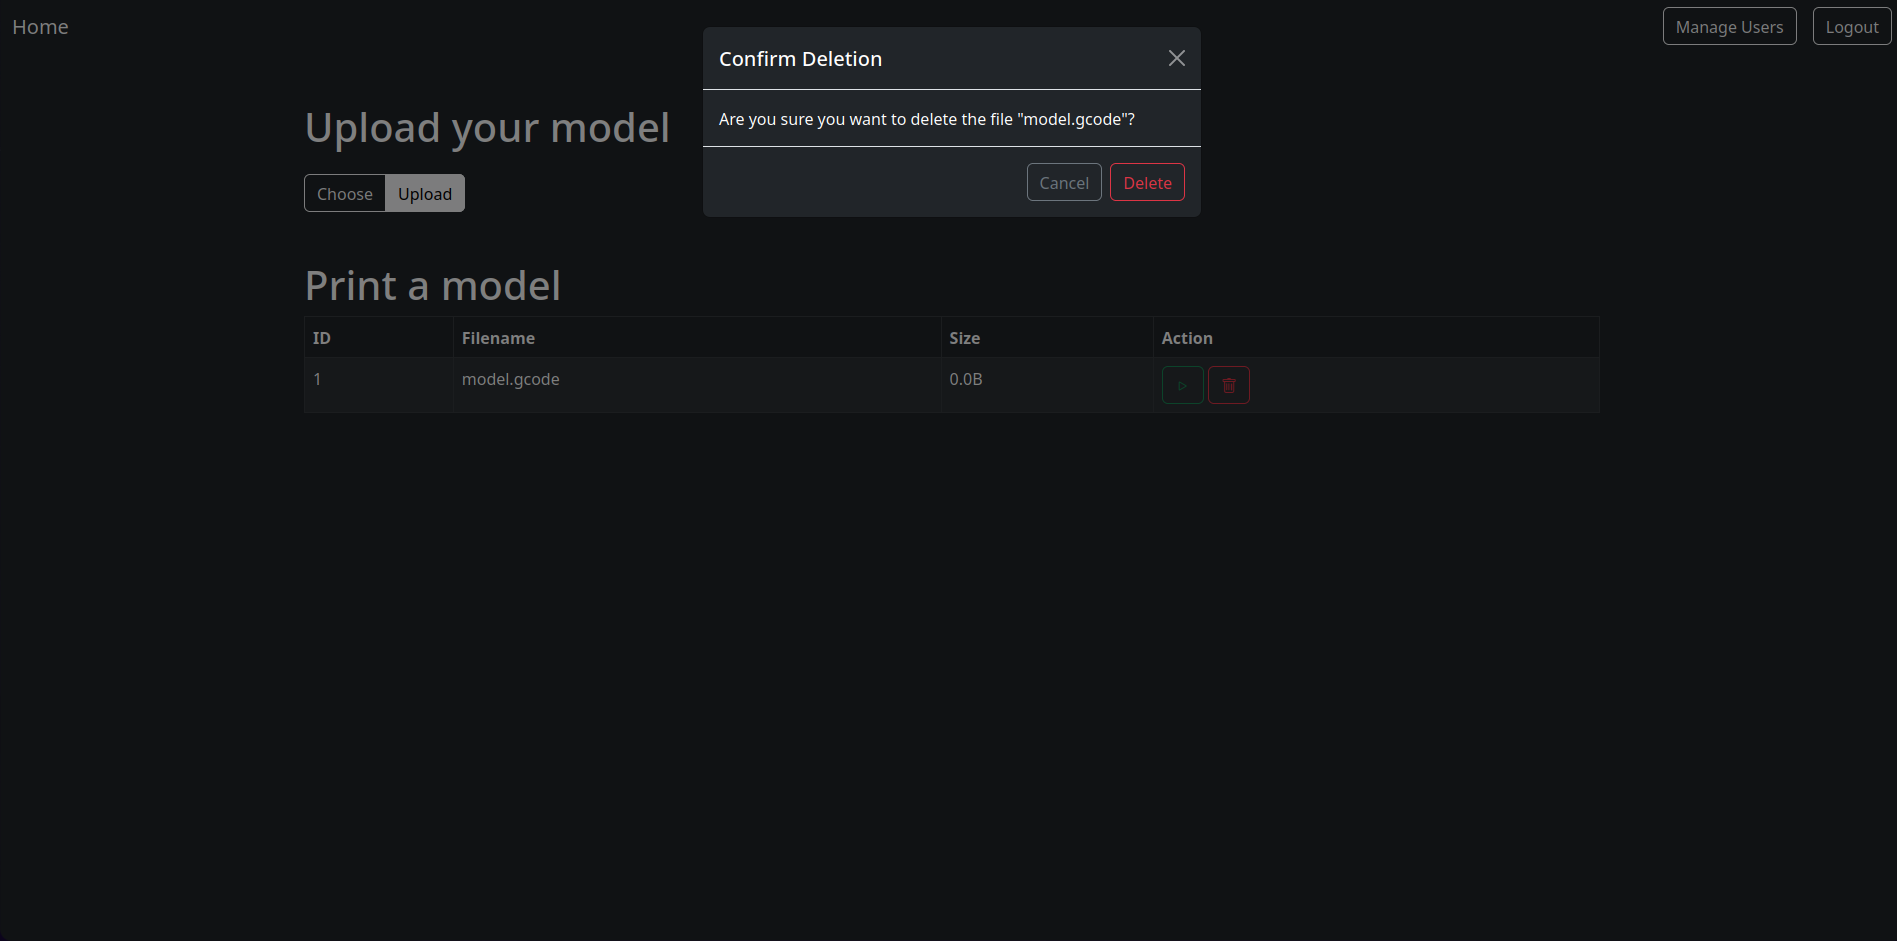 Home
Manage Users
Logout
Confirm Deletion
Are you sure you want to delete the file "model.gcode"?
Cancel
Delete
Upload your model
Choose
Upload
Print a model
ID Filename Size Action
1 model.gcode 0.0B